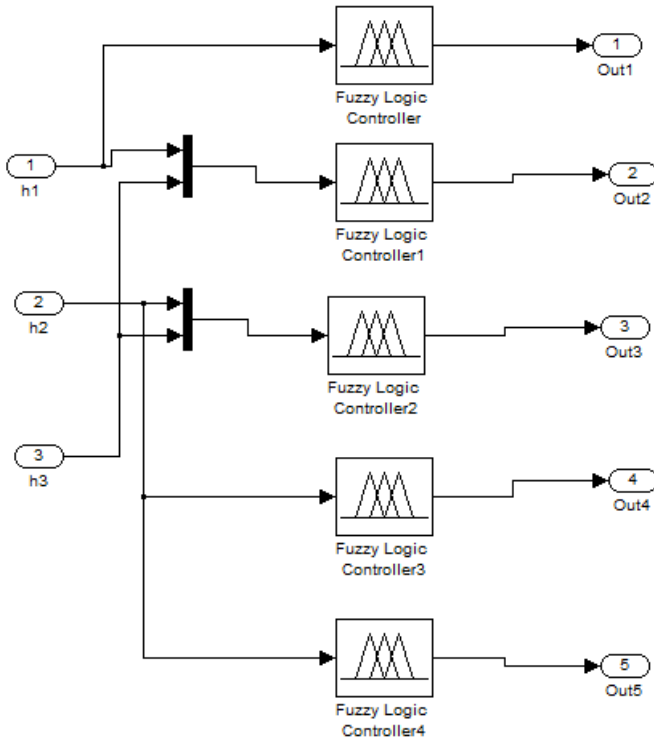 1
Out1
Fuzzy Logic
Controller
1
h1
2
Out2
Fuzzy Logic
Controller1
2
h2
3
Out3
Fuzzy Logic
Controller2
3
h3
4
Out4
Fuzzy Logic
Controller3
5
Out5
Fuzzy Logic
Controller4